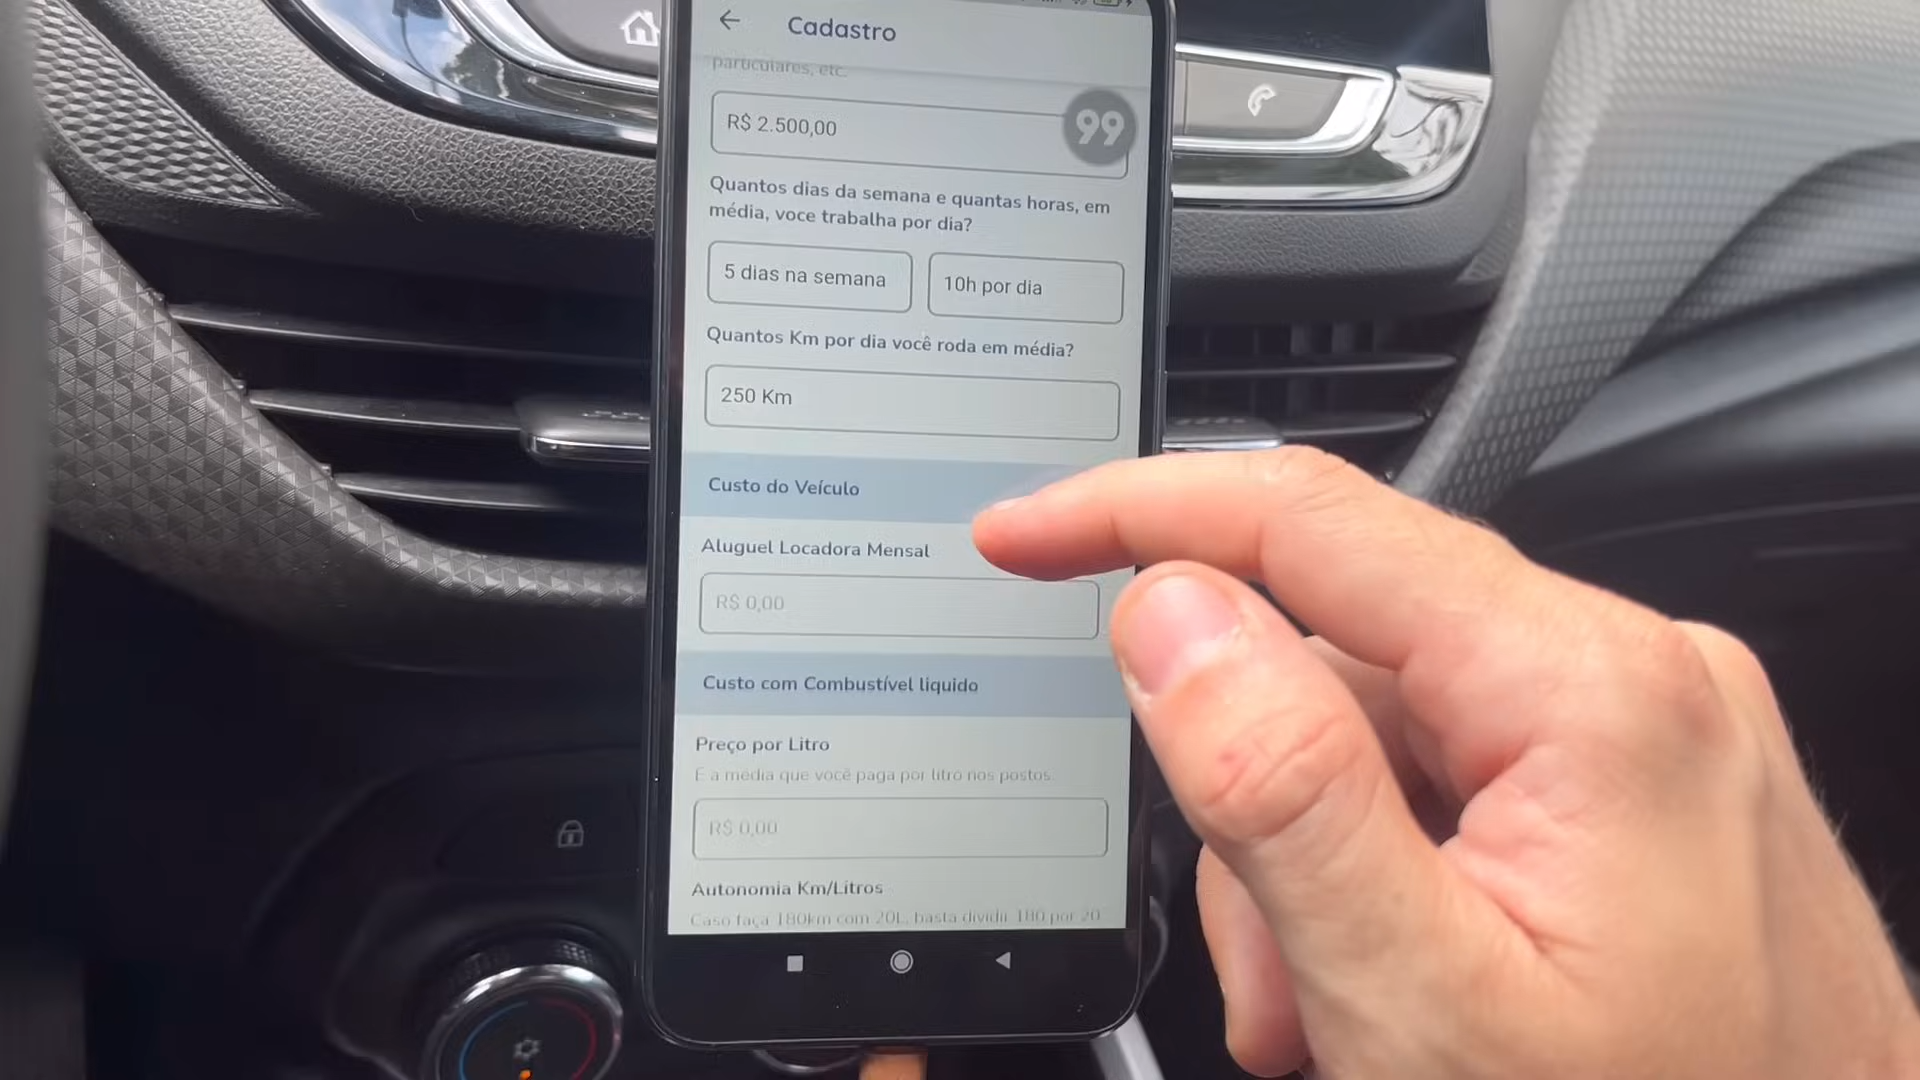 Cadastro
particulares, etc.
R$ 2.500,00
99
Quantos dias da semana e quantas horas, em
média, voce trabalha por dia?
5 dias na semana
10h por dia
Quantos Km por dia você roda em média?
250 Km
Custo do Veículo
Aluguel Locadora Mensal
R$ 0,00
Custo com Combustível liquido
Preço por Litro
É a média que você paga por litro nos postos
R$ 0,00
Autonomia Km/Litros
Caso faça 180km com 20L, basta dividir 180 por 20